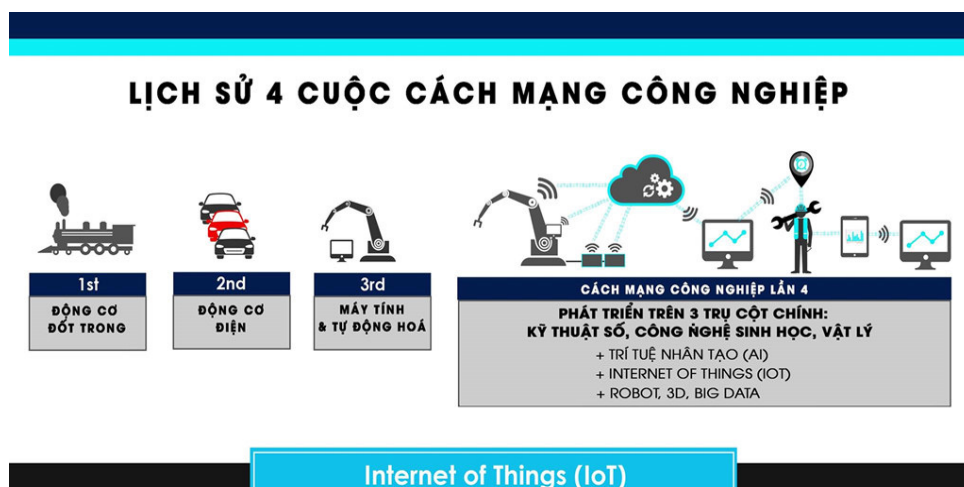 LỊCH SỬ 4 CUỘC CÁCH MẠNG CÔNG NGHIỆP
1st
ĐỘNG CƠ
ĐỐT TRONG
2nd
ĐỘNG CƠ
ĐIỆN
3rd
MÁY TÍNH
& TỰ ĐỘNG HOÁ
CÁCH MẠNG CÔNG NGHIỆP LẦN 4
PHÁT TRIỂN TRÊN 3 TRỤ CỘT CHÍNH:
KỸ THUẬT SỐ, CÔNG NGHỆ SINH HỌC, VẬT LÝ
+ TRÍ TUỆ NHÂN TẠO (AI)
+ INTERNET OF THINGS (IOT)
+ ROBOT, 3D, BIG DATA
Internet of Things (IoT)